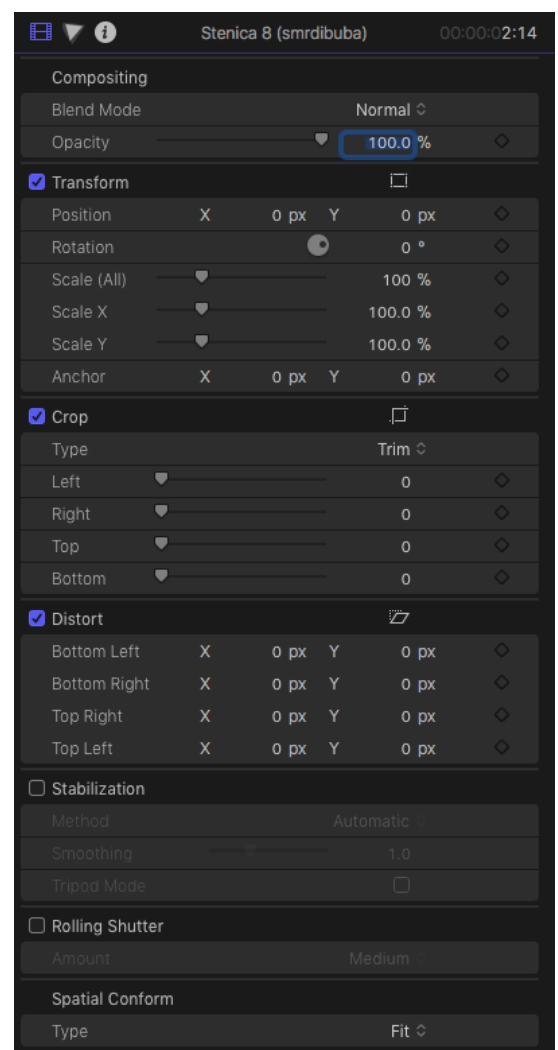 Stenica 8 (smrdibuba) 00:00:02:14
Compositing
Blend Mode Normal
Opacity 100.0 %
Transform
Position X 0 px Y 0 px
Rotation 0 °
Scale (All) 100 %
Scale X 100.0 %
Scale Y 100.0 %
Anchor X 0 px Y 0 px
Crop
Type Trim
Left 0
Right 0
Top 0
Bottom 0
Distort
Bottom Left X 0 px Y 0 px
Bottom Right X 0 px Y 0 px
Top Right X 0 px Y 0 px
Top Left X 0 px Y 0 px
Stabilization
Method Automatic
Smoothing 1.0
Tripod Mode
Rolling Shutter
Amount Medium
Spatial Conform
Type Fit